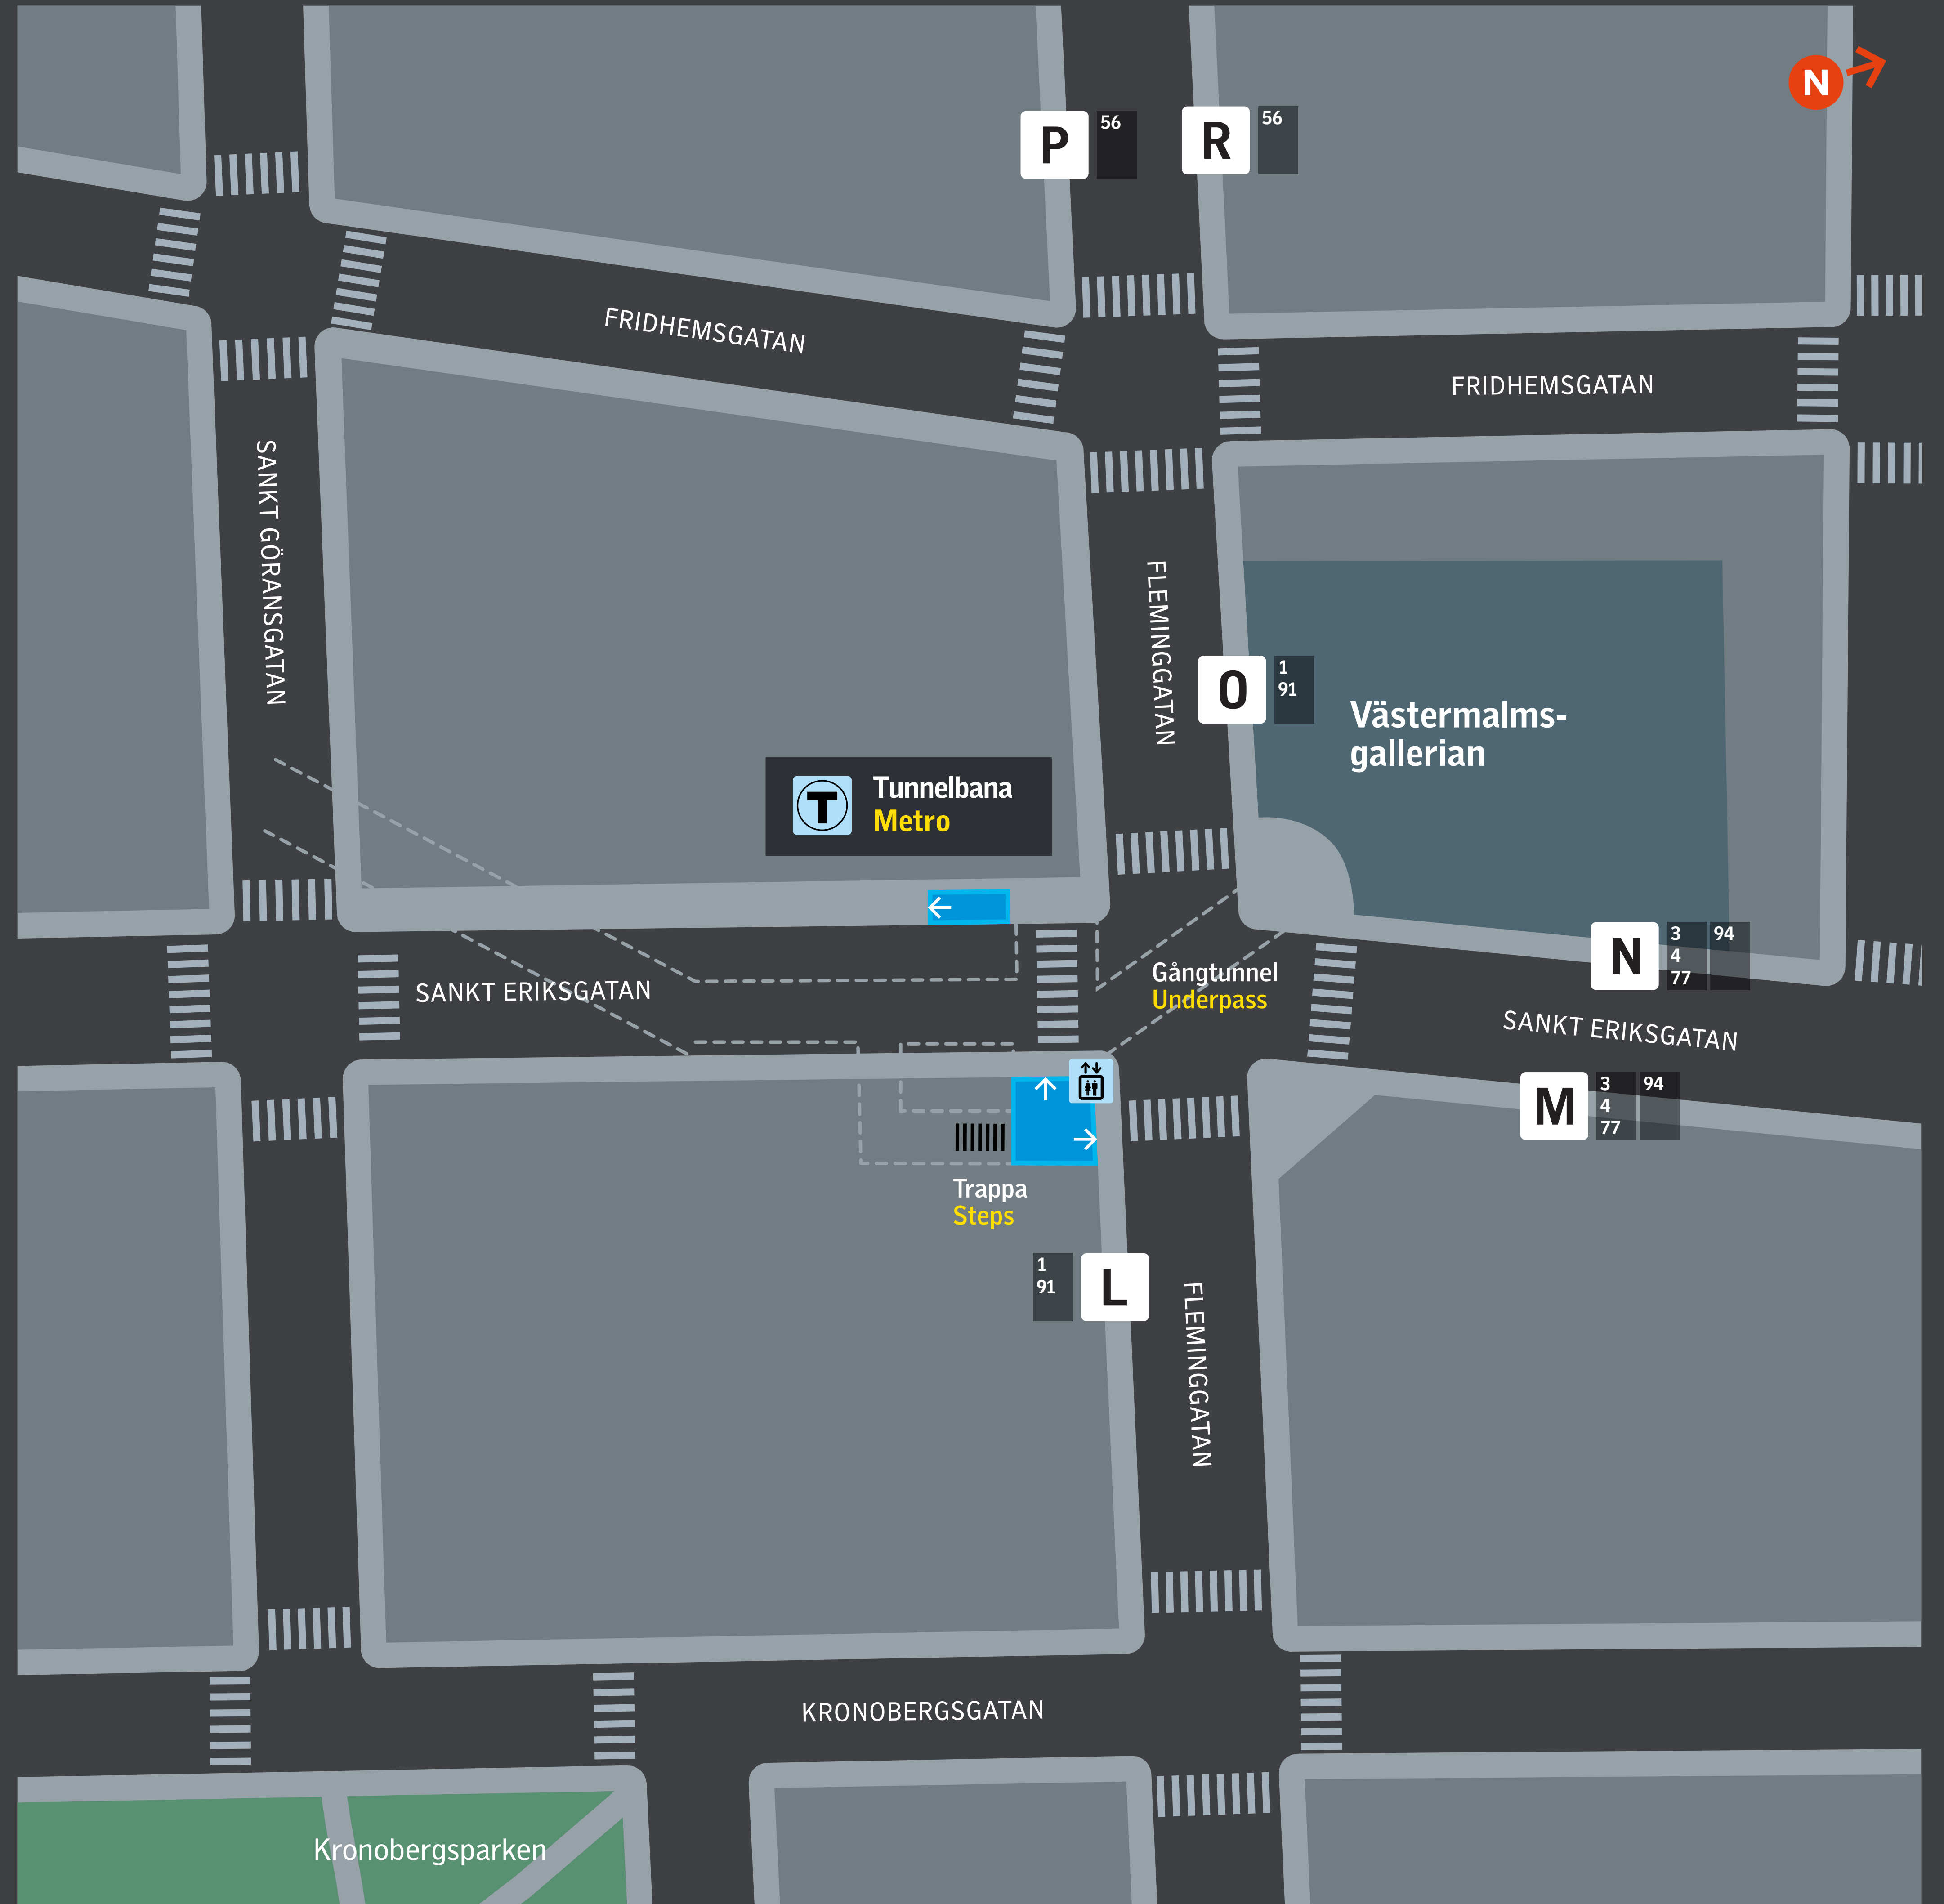 N
P
56
R
56
FRIDHEMSGATAN
FRIDHEMSGATAN
SANKT GÖRANSGATAN
FLEMINGGATAN
O
1
91
Västermalms-
gallerian
T
Tunnelbana
Metro
N
3
4
77
94
Gångtunnel
Underpass
SANKT ERIKSGATAN
SANKT ERIKSGATAN
M
3
4
77
94
Trappa
Steps
1
91
L
FLEMINGGATAN
KRONOBERGSGATAN
Kronobergsparken